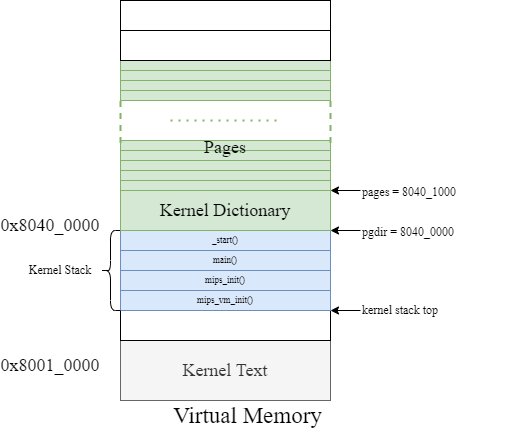 Pages
pages = 8040_1000
Kernel Dictionary
0x8040_0000
pgdir = 8040_0000
_start()
main()
Kernel Stack
mips_init()
mips_vm_init()
kernel stack top
0x8001_0000
Kernel Text
Virtual Memory